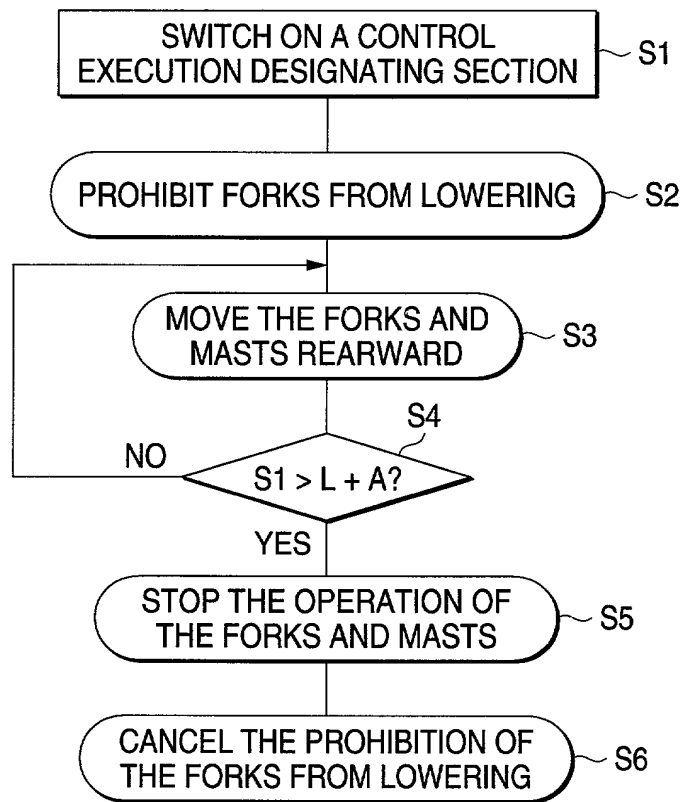 SWITCH ON A CONTROL
EXECUTION DESIGNATING SECTION
S1
PROHIBIT FORKS FROM LOWERING
S2
MOVE THE FORKS AND
MASTS REARWARD
S3
S4
NO
S1 > L + A?
YES
STOP THE OPERATION OF
THE FORKS AND MASTS
S5
CANCEL THE PROHIBITION OF
THE FORKS FROM LOWERING
S6